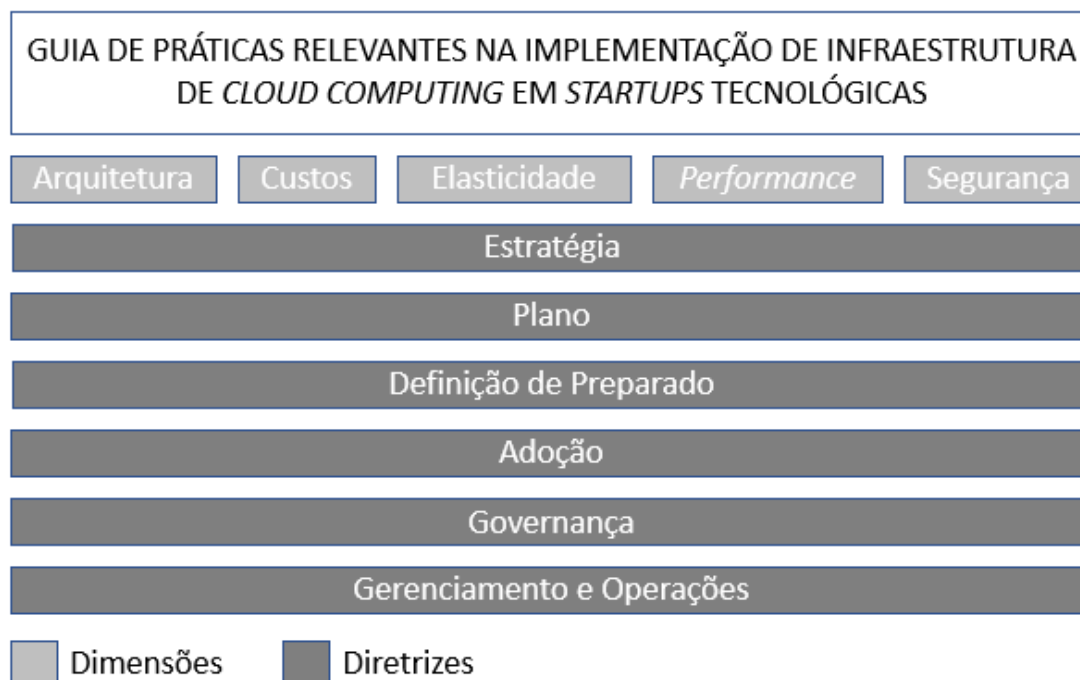 GUIA DE PRÁTICAS RELEVANTES NA IMPLEMENTAÇÃO DE INFRAESTRUTURA
DE CLOUD COMPUTING EM STARTUPS TECNOLÓGICAS
Arquitetura Custos Elasticidade Performance Segurança
Estratégia
Plano
Definição de Preparado
Adoção
Governança
Gerenciamento e Operações
Dimensões Diretrizes